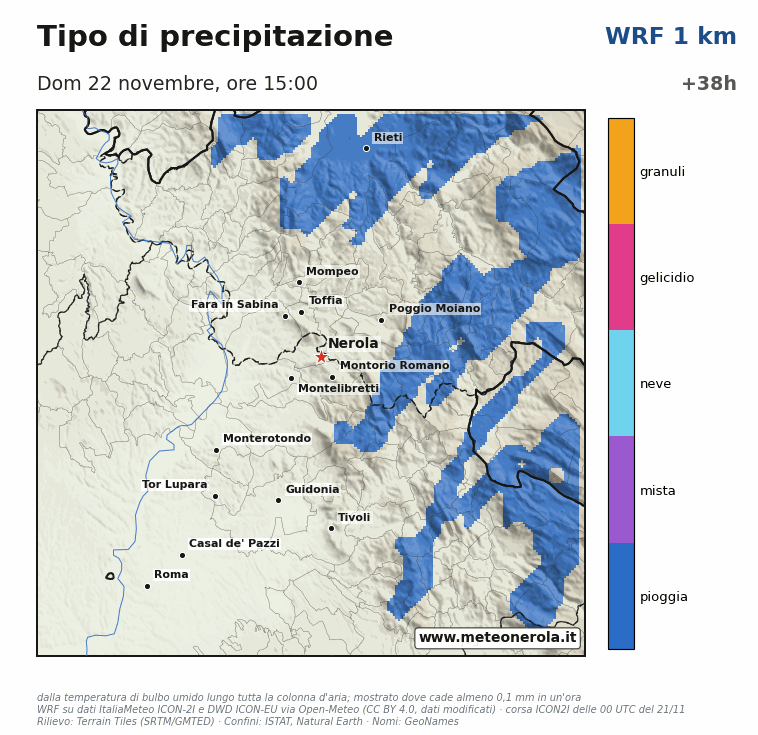 Tipo di precipitazione
WRF 1 km
Dom 22 novembre, ore 15:00
+38h
Rieti
Mompeo
Toffia
Fara in Sabina
Poggio Moiano
Nerola
Montorio Romano
Montelibretti
Monterotondo
Tor Lupara
Guidonia
Tivoli
Casal de' Pazzi
Roma
www.meteonerola.it
granuli
gelicidio
neve
mista
pioggia
dalla temperatura di bulbo umido lungo tutta la colonna d'aria; mostrato dove cade almeno 0,1 mm in un'ora
WRF su dati ItaliaMeteo ICON-2I e DWD ICON-EU via Open-Meteo (CC BY 4.0, dati modificati) · corsa ICON2I delle 00 UTC del 21/11
Rilievo: Terrain Tiles (SRTM/GMTED) · Confini: ISTAT, Natural Earth · Nomi: GeoNames